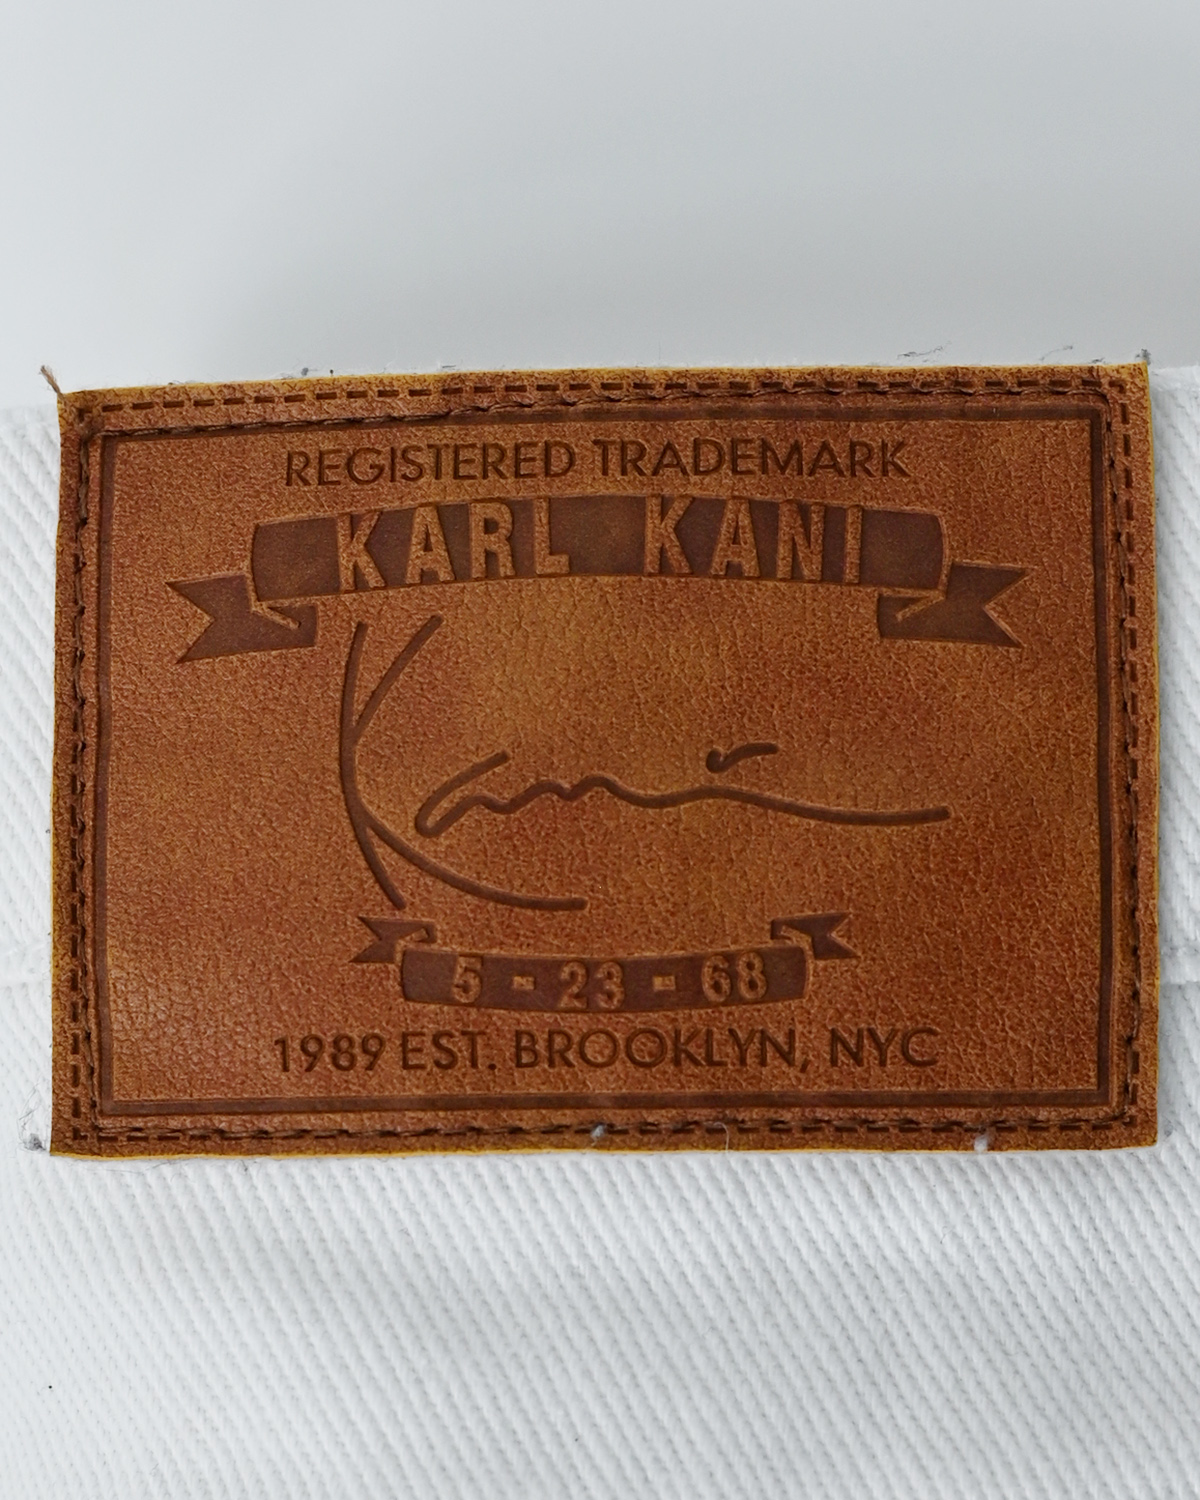 REGISTERED TRADEMARK
KARL KANI
Kani
5 - 23 - 68
1989 EST. BROOKLYN, NYC